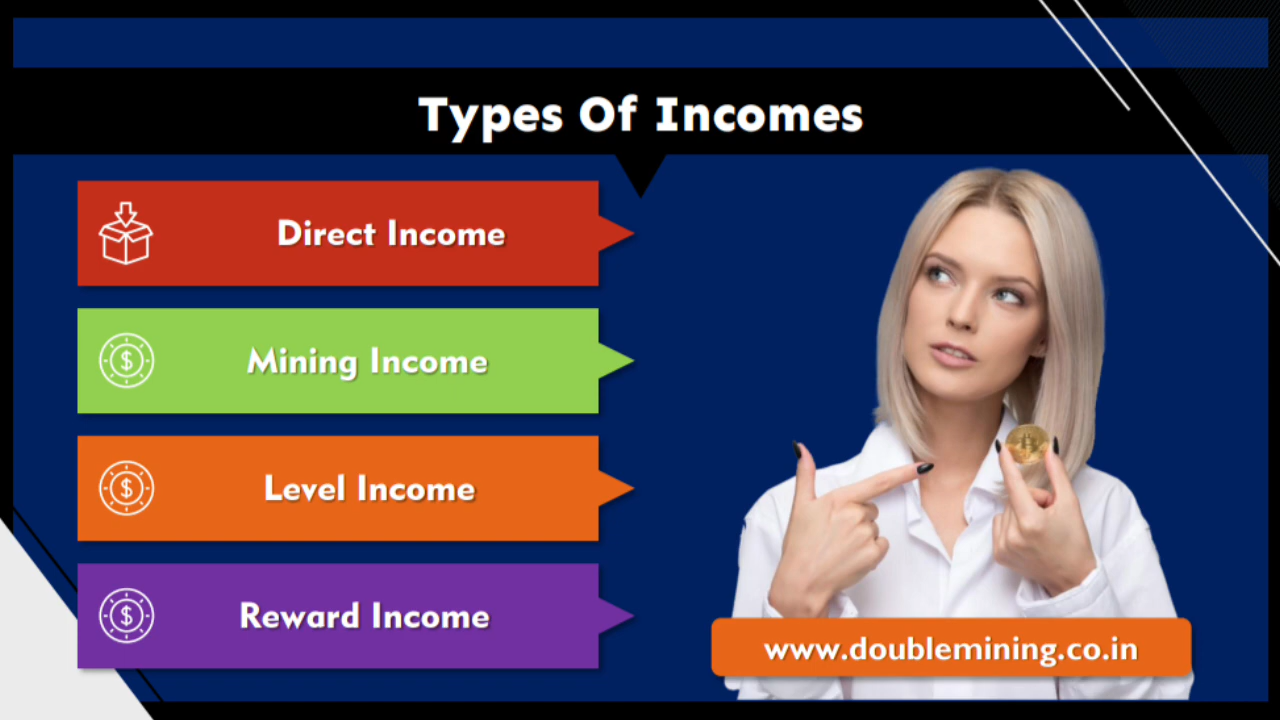 Types Of Incomes
Direct Income
Mining Income
Level Income
Reward Income
www.doublemining.co.in